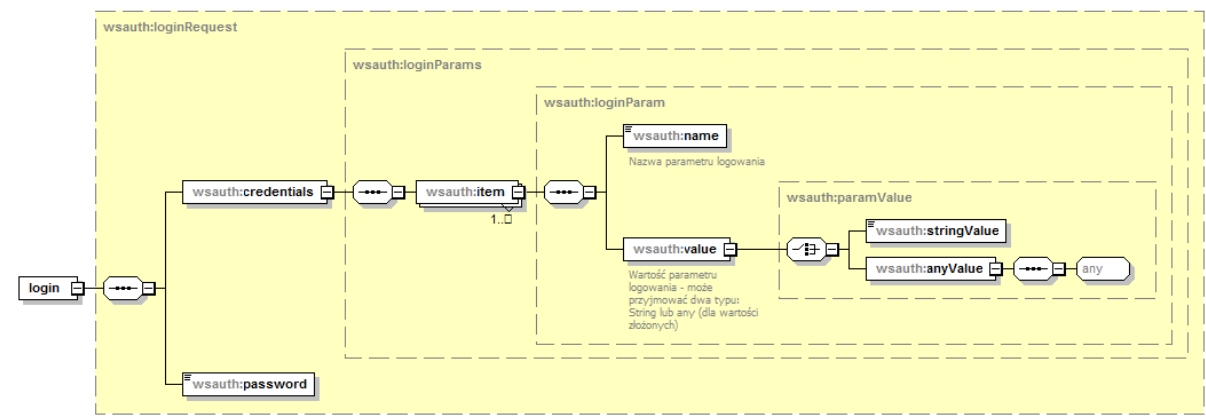 wsauth:loginRequest
wsauth:loginParams
wsauth:loginParam
wsauth:name
Nazwa parametru logowania
wsauth:credentials
wsauth:item
1..□
wsauth:paramValue
wsauth:stringValue
wsauth:value
wsauth:anyValue
any
Wartość parametru
logowania - może
przyjmować dwa typu:
String lub any (dla wartości
złożonych)
login
wsauth:password